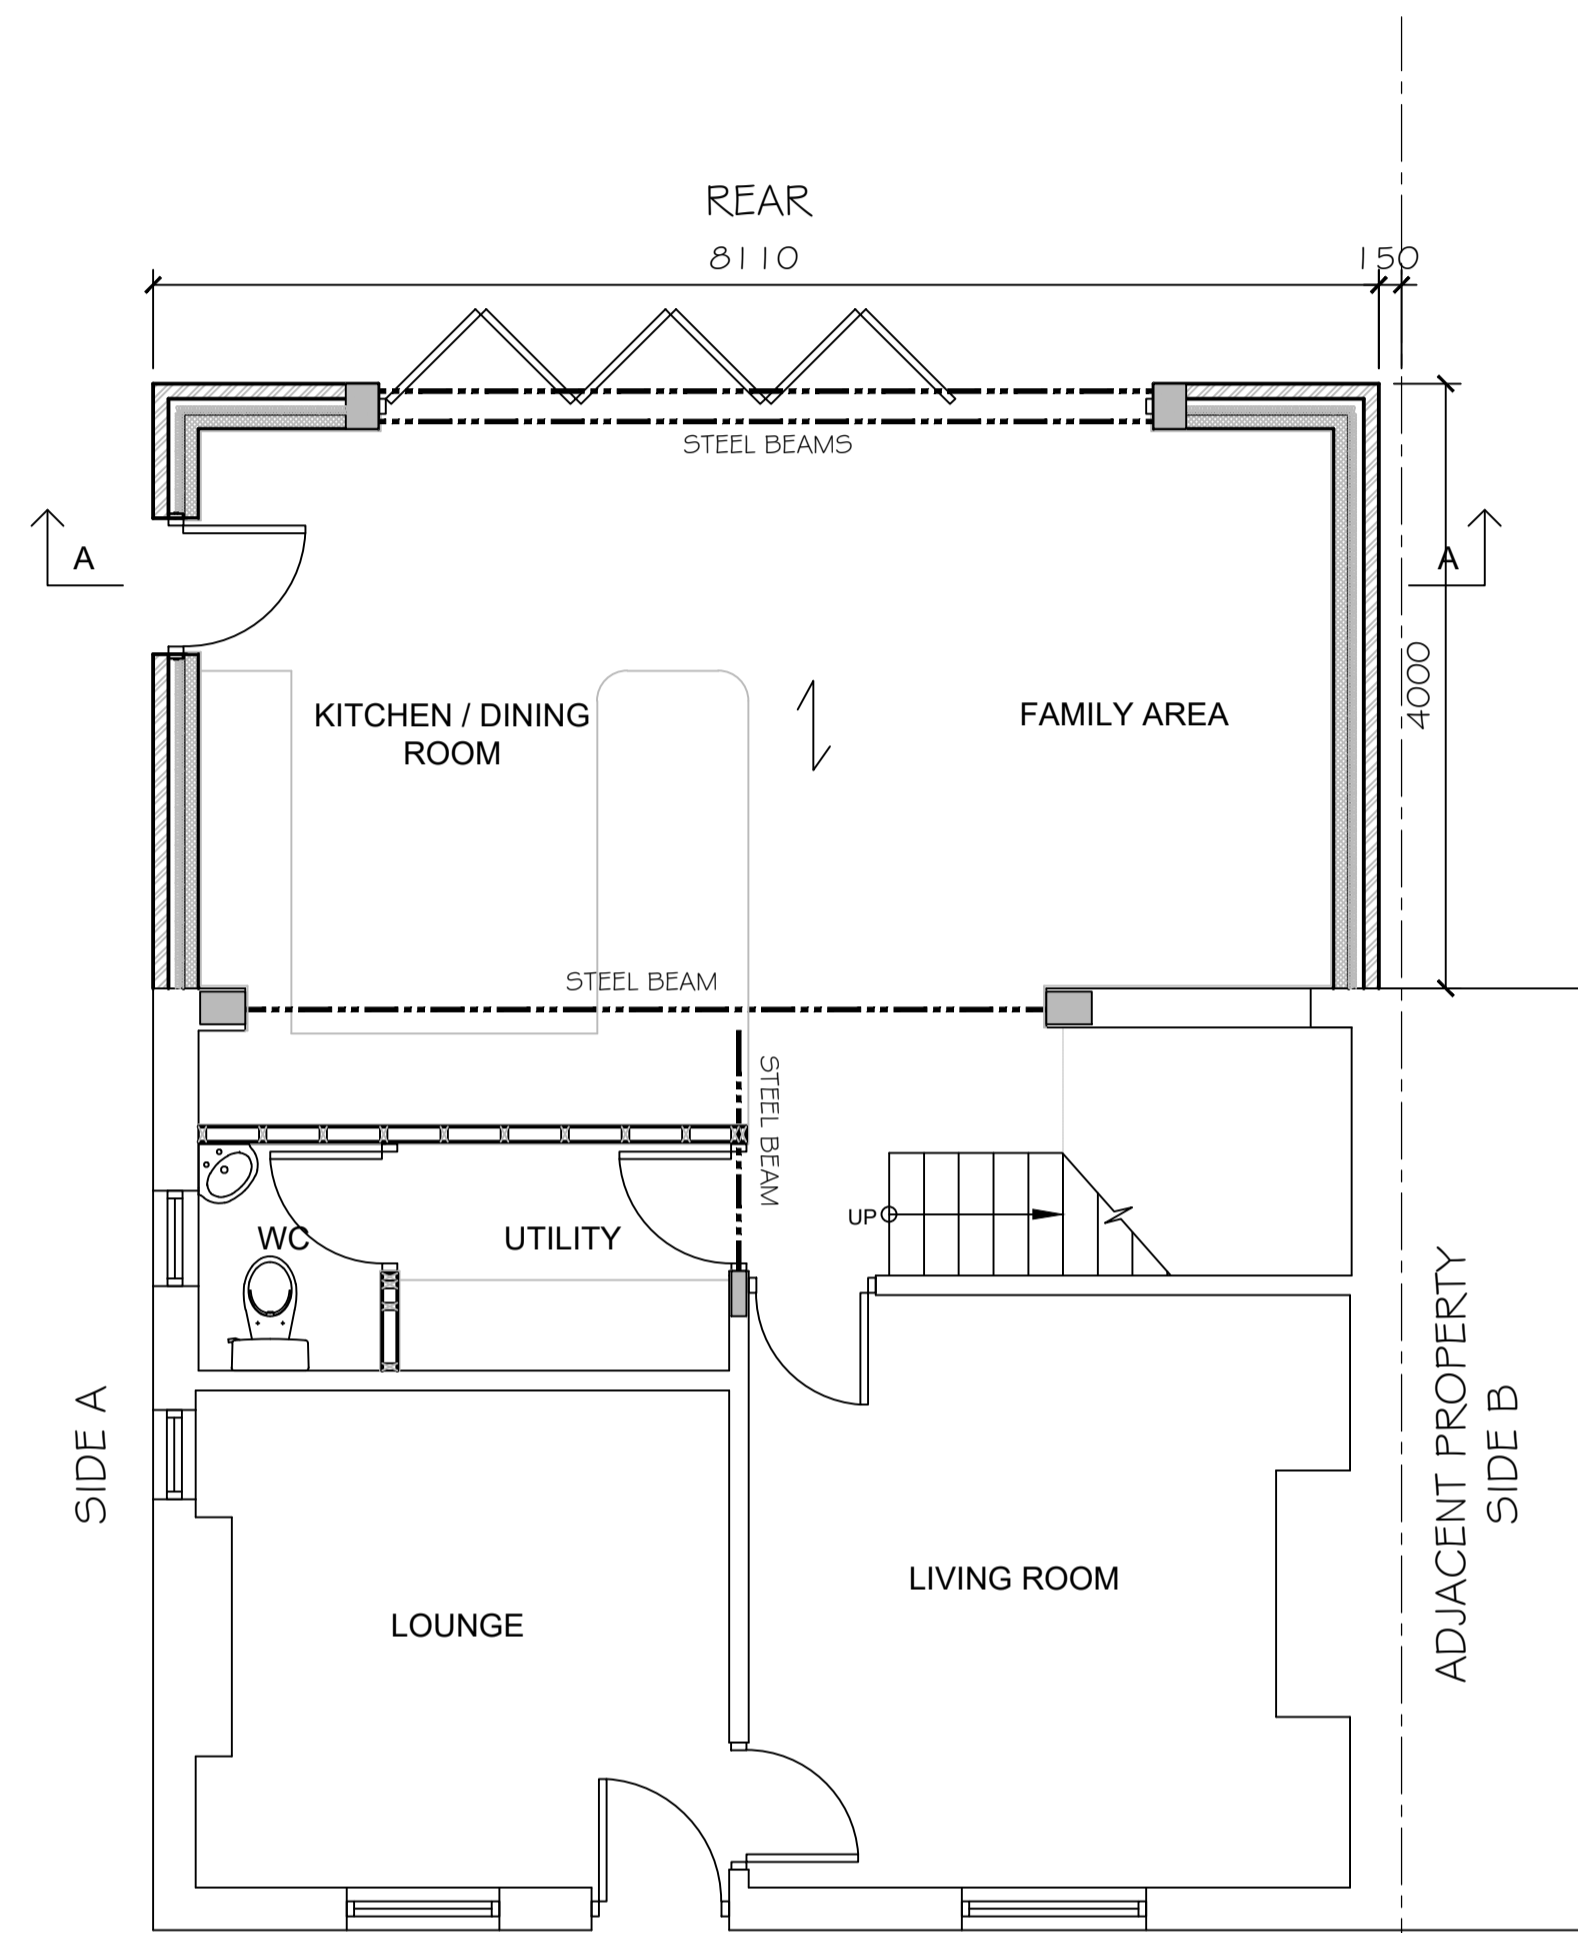 REAR
8110
150
STEEL BEAMS
A
A
4000
KITCHEN / DINING
ROOM
FAMILY AREA
STEEL BEAM
STEEL BEAM
UP
WC
UTILITY
SIDE A
ADJACENT PROPERTY
SIDE B
LIVING ROOM
LOUNGE